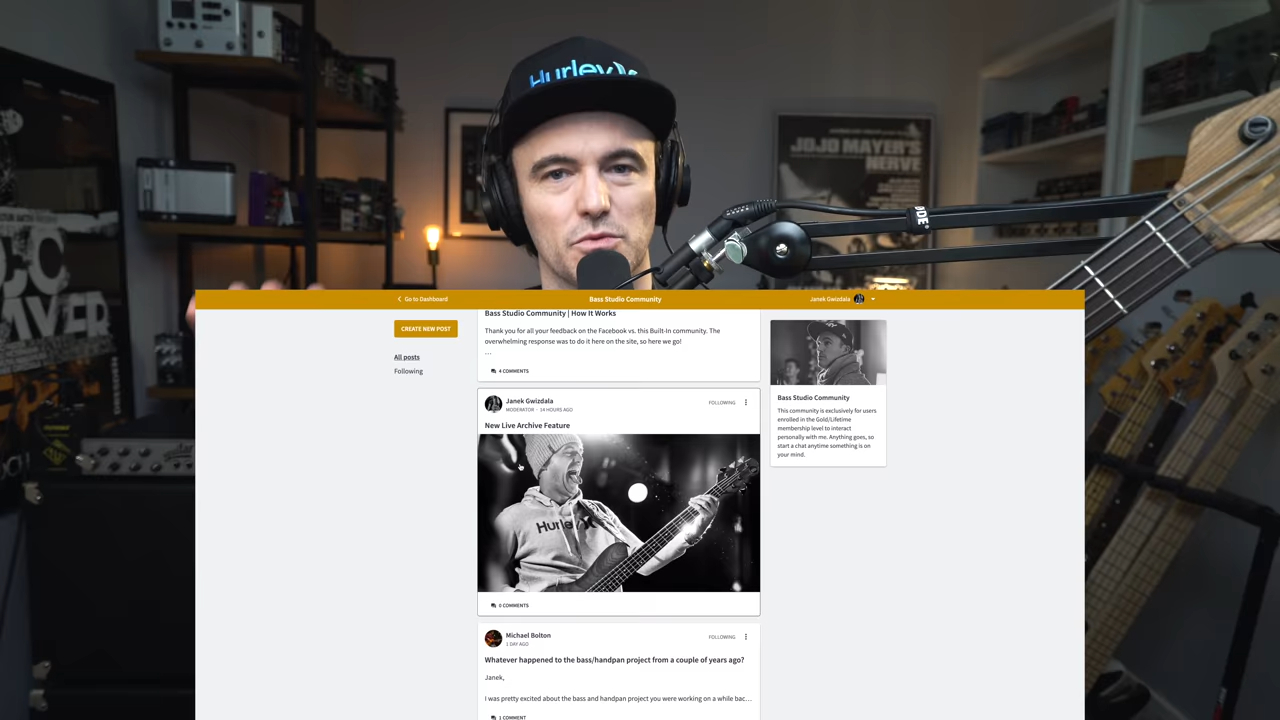 Hurley
JOJO MAYER'S
NERVE
RØDE
Go to Dashboard
Bass Studio Community
Janek Gwizdala
CREATE NEW POST
All posts
Following
Bass Studio Community | How It Works
Thank you for all your feedback on the Facebook vs. this Built-In community. The
overwhelming response was to do it here on the site, so here we go!
...
4 COMMENTS
Janek Gwizdala
MODERATOR · 14 HOURS AGO
FOLLOWING
New Live Archive Feature
Hurley
0 COMMENTS
Michael Bolton
1 DAY AGO
FOLLOWING
Whatever happened to the bass/handpan project from a couple of years ago?
Janek,
I was pretty excited about the bass and handpan project you were working on a while bac...
1 COMMENT
Bass Studio Community
This community is exclusively for users
enrolled in the Gold/Lifetime
membership level to interact
personally with me. Anything goes, so
start a chat anytime something is on
your mind.